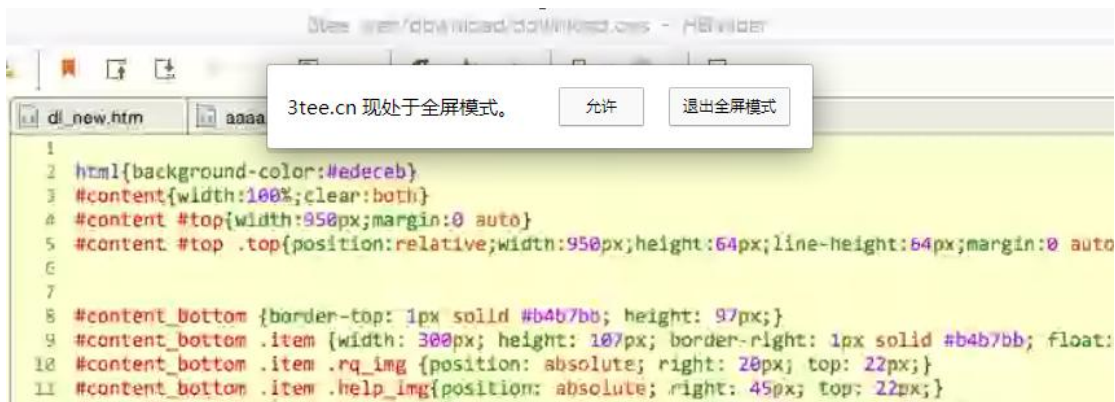 3tee.cn 现处于全屏模式。 允许 退出全屏模式
dl_new.htm aaaa.
1
2 html{background-color:#edeceb}
3 #content{width:100%;clear:both}
4 #content #top{width:950px;margin:0 auto}
5 #content #top .top{position:relative;width:950px;height:64px;line-height:64px;margin:0 auto
6
7
8 #content_bottom {border-top: 1px solid #b4b7bb; height: 97px;}
9 #content_bottom .item {width: 300px; height: 107px; border-right: 1px solid #b4b7bb; float:
10 #content_bottom .item .rq_img {position: absolute; right: 20px; top: 22px;}
11 #content_bottom .item .help_img{position: absolute; right: 45px; top: 22px;}